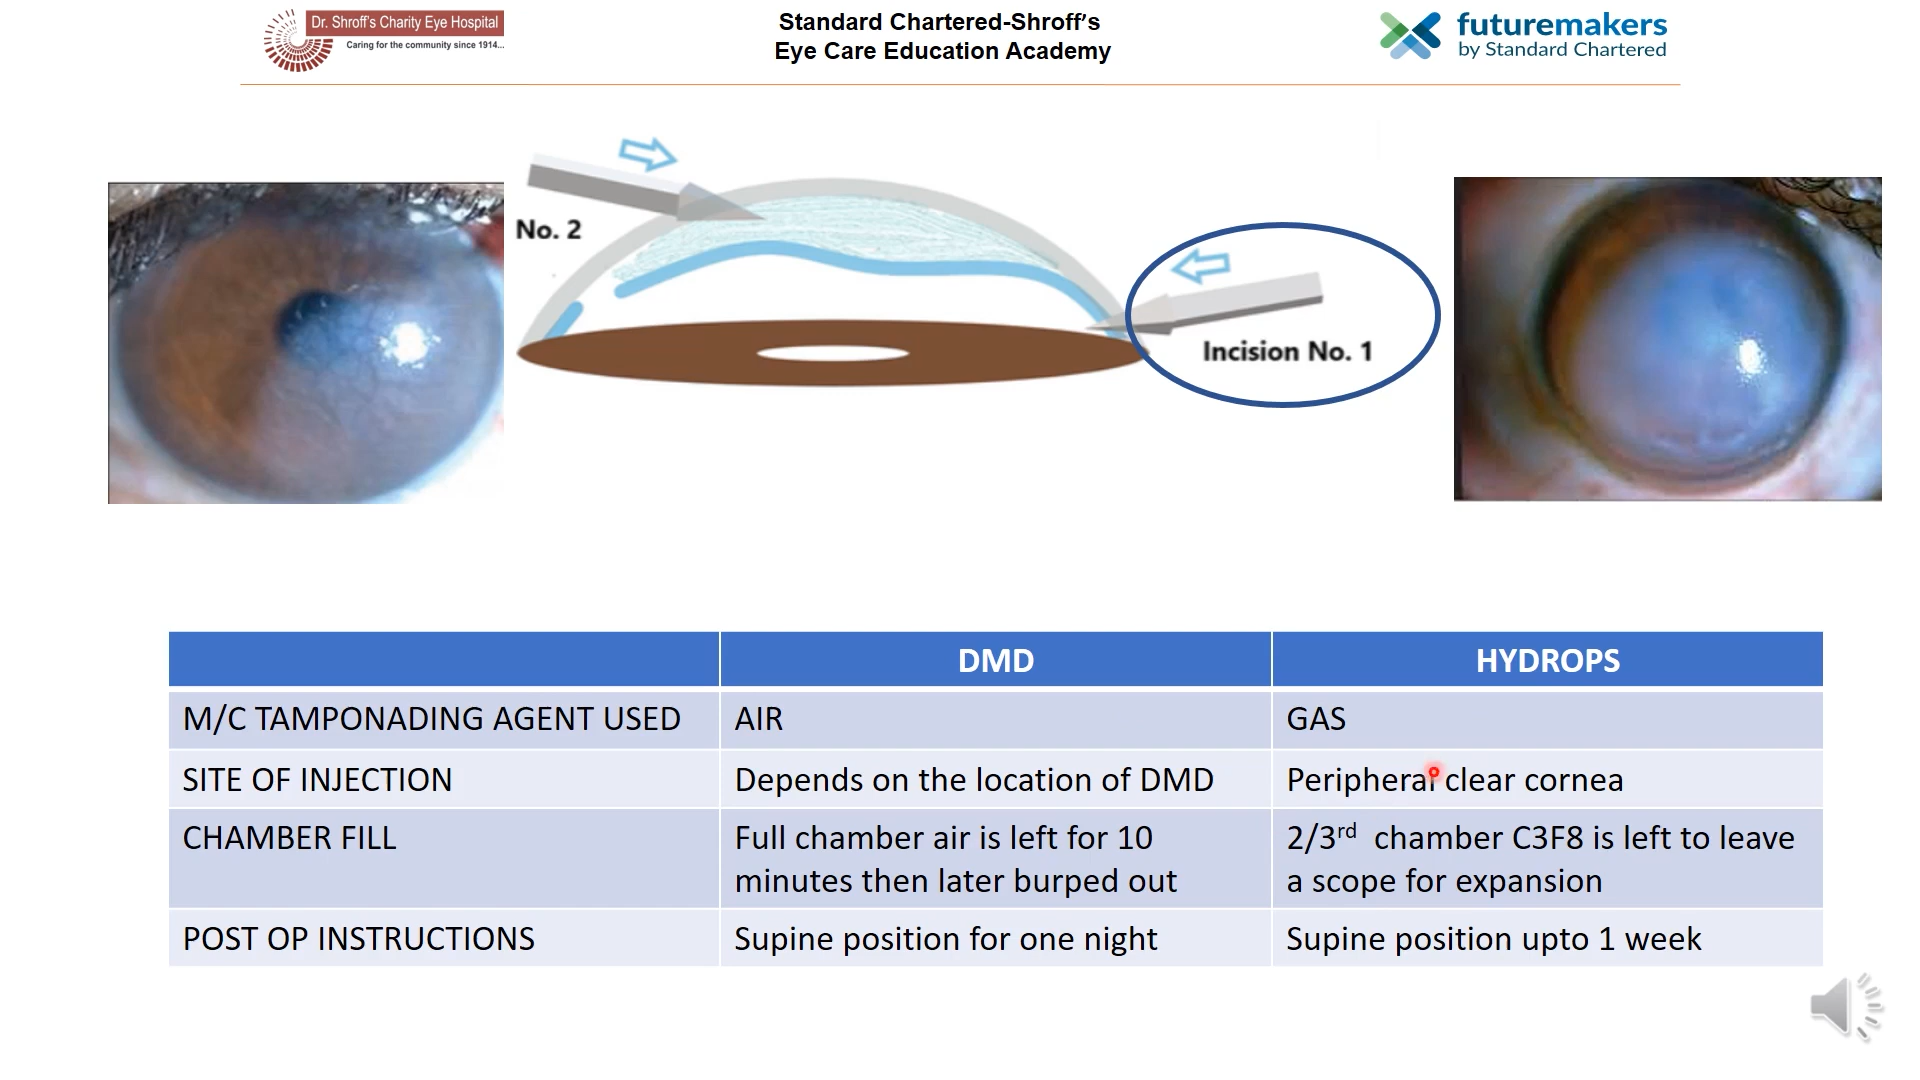 Dr. Shroff's Charity Eye Hospital
Caring for the community since 1914...
Standard Chartered-Shroff's
Eye Care Education Academy
futuremakers
by Standard Chartered
No. 2
Incision No. 1
DMD HYDROPS
M/C TAMPONADING AGENT USED AIR GAS
SITE OF INJECTION Depends on the location of DMD Peripheral clear cornea
CHAMBER FILL Full chamber air is left for 10 2/3rd chamber C3F8 is left to leave
minutes then later burped out a scope for expansion
POST OP INSTRUCTIONS Supine position for one night Supine position upto 1 week